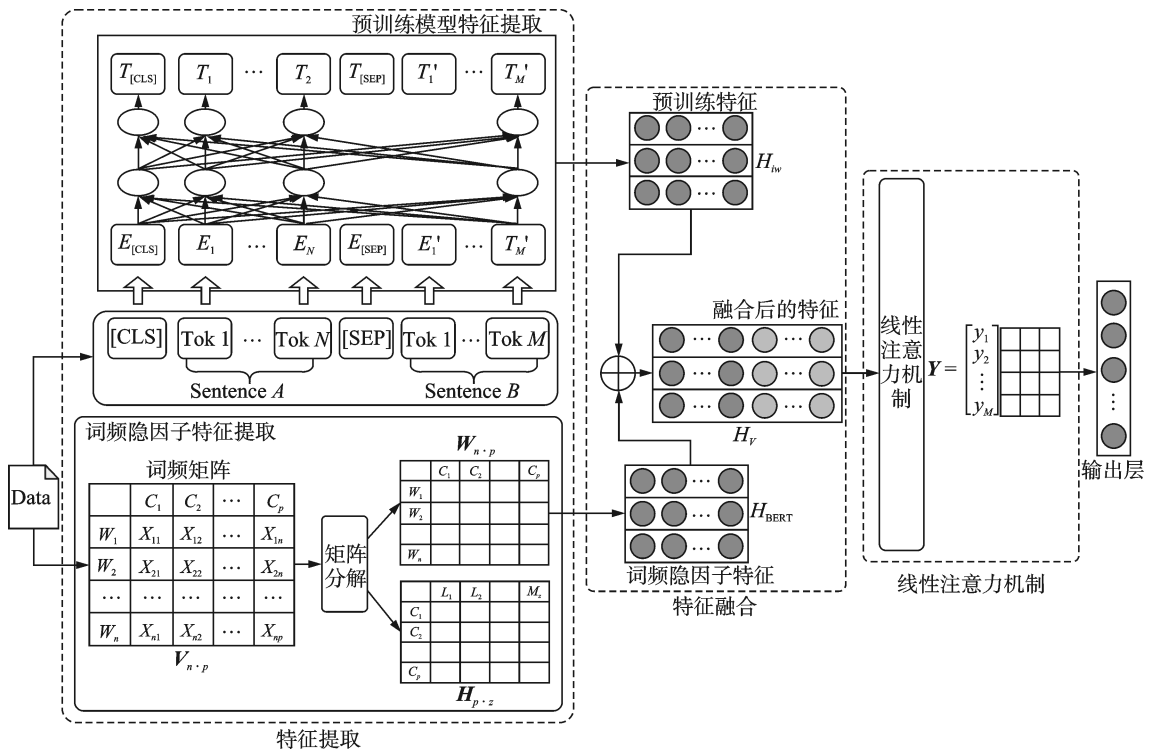 预训练模型特征提取
T[CLS] T1 … T2 T[SEP] T1' … TM'
E[CLS] E1 … EN E[SEP] E1' … TM'
[CLS] Tok 1 … Tok N [SEP] Tok 1 … Tok M
Sentence A Sentence B
Data
词频隐因子特征提取
词频矩阵
C1 C2 … Cp
W1 X11 X12 … X1n
W2 X21 X22 … X2n
… … … … …
Wn Xn1 Xn2 … Xnp
Vn·p
矩阵
分解
Wn·p
C1 C2 Cp
W1
W2
Wn
L1 L2 Mz
C1
C2
Cp
Hp·z
特征提取
预训练特征
… 
…
…
Hiw
融合后的特征
… …
… …
… …
HV
…
…
…
HBERT
词频隐因子特征
特征融合
线性
注意
力机
制
Y =
y1
y2
⋮
yM
线性注意力机制
⋮
输出层